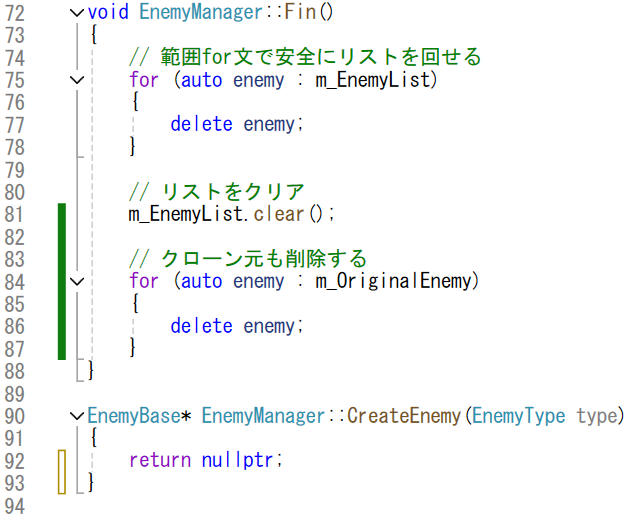 72 void EnemyManager::Fin()
73 {
74 // 範囲for文で安全にリストを回せる
75 for (auto enemy : m_EnemyList)
76 {
77 delete enemy;
78 }
79
80 // リストをクリア
81 m_EnemyList.clear();
82
83 // クローン元も削除する
84 for (auto enemy : m_OriginalEnemy)
85 {
86 delete enemy;
87 }
88 }
89
90 EnemyBase* EnemyManager::CreateEnemy(EnemyType type)
91 {
92 return nullptr;
93 }
94